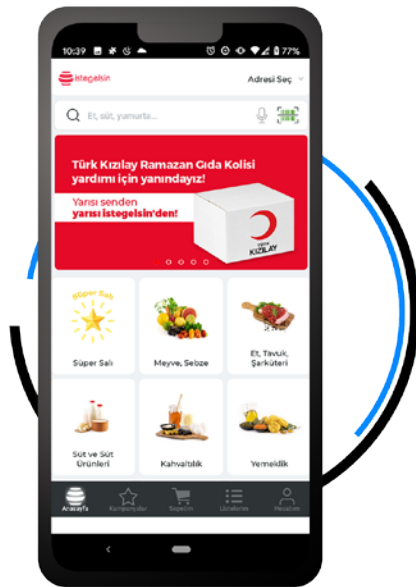 10:39
77%
istegelsin
Adresi Seç
Et, süt, yumurta...
Türk Kızılay Ramazan Gıda Kolisi
yardımı için yanındayız!
Yarısı senden
yarısı istegelsin'den!
TÜRK
KIZILAY
Süper Salı
Süper Salı
Meyve, Sebze
Et, Tavuk,
Şarküteri
Süt ve Süt
Ürünleri
Kahvaltılık
Yemeklik
Anasayfa
Kampanyalar
Sepetim
Listelerim
Hesabım